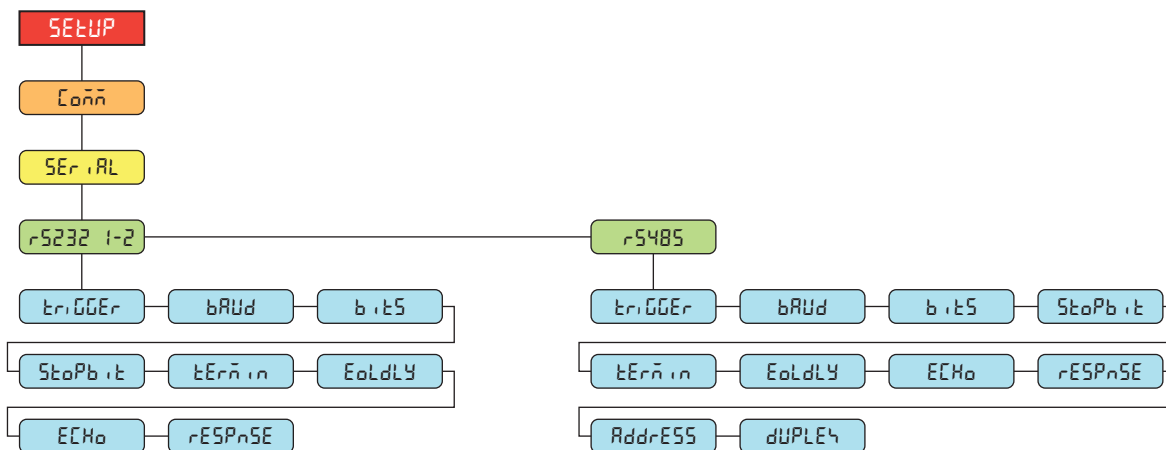 SEtUP
Comm
SEriAL
rS232 1-2
rS485
triGGEr
bAUd
bitS
StoPbit
tErmin
EoLdLY
ECHo
rESPnSE
triGGEr
bAUd
bitS
StoPbit
tErmin
EoLdLY
ECHo
rESPnSE
AddrESS
dUPLEX